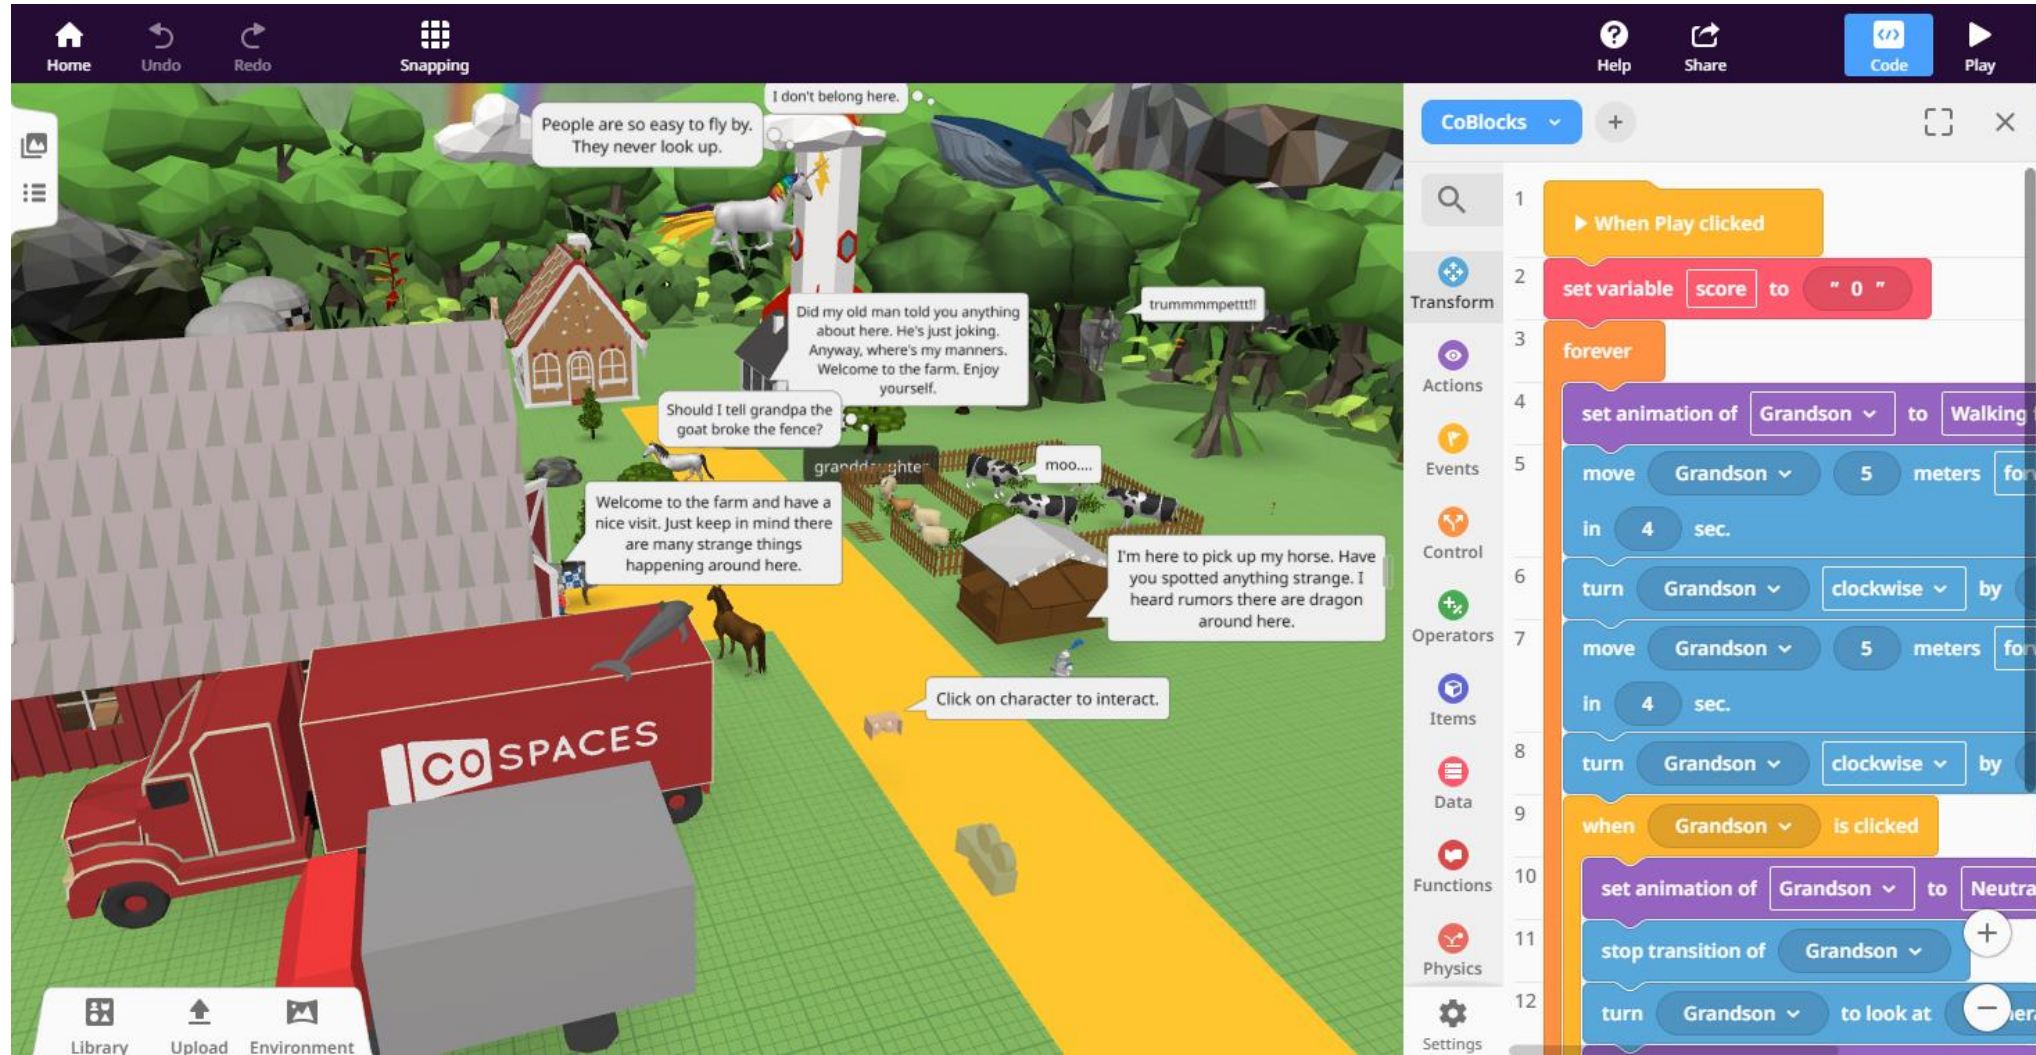 Home
Undo
Redo
Snapping
Help
Share
Code
Play
I don't belong here.
People are so easy to fly by.
They never look up.
Did my old man told you anything
about here. He's just joking.
Anyway, where's my manners.
Welcome to the farm. Enjoy
yourself.
trummmmpettt!!
Should I tell grandpa the
goat broke the fence?
granddaughter
moo....
Welcome to the farm and have a
nice visit. Just keep in mind there
are many strange things
happening around here.
I'm here to pick up my horse. Have
you spotted anything strange. I
heard rumors there are dragon
around here.
Click on character to interact.
CO SPACES
Library
Upload
Environment
CoBlocks
+
Transform
Actions
Events
Control
Operators
Items
Data
Functions
Physics
Settings
1
When Play clicked
2
set variable score to " 0 "
3
forever
4
set animation of Grandson to Walking
5
move Grandson 5 meters
in 4 sec.
6
turn Grandson clockwise by
7
move Grandson 5 meters
in 4 sec.
8
turn Grandson clockwise by
9
when Grandson is clicked
10
set animation of Grandson to Neutra
11
stop transition of Grandson
12
turn Grandson to look at